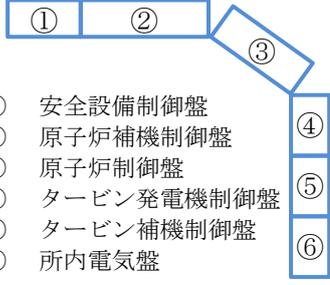 ①
②
③
④
⑤
⑥
安全設備制御盤
原子炉補機制御盤
原子炉制御盤
タービン発電機制御盤
タービン補機制御盤
所内電気盤